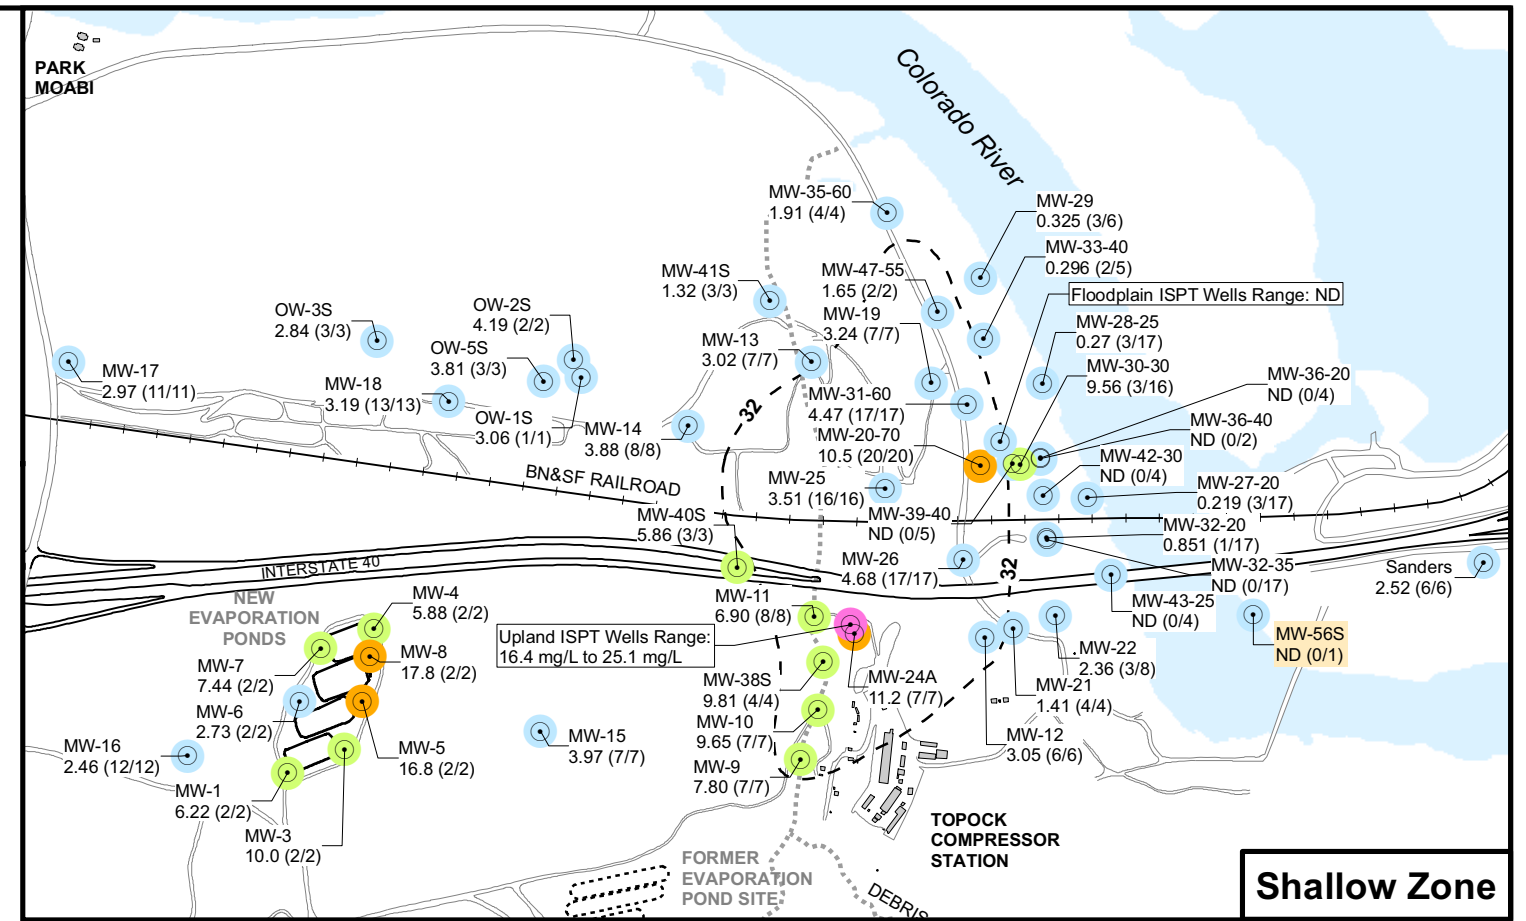 PARK
MOABI
Colorado River
MW-35-60
1.91 (4/4)
MW-29
0.325 (3/6)
MW-33-40
0.296 (2/5)
MW-41S
1.32 (3/3)
MW-47-55
1.65 (2/2)
Floodplain ISPT Wells Range: ND
OW-3S
2.84 (3/3)
OW-2S
4.19 (2/2)
MW-19
3.24 (7/7)
MW-28-25
0.27 (3/17)
OW-5S
3.81 (3/3)
MW-13
3.02 (7/7)
MW-30-30
9.56 (3/16)
MW-17
2.97 (11/11)
MW-18
3.19 (13/13)
MW-36-20
ND (0/4)
MW-31-60
4.47 (17/17)
32
OW-1S
3.06 (1/1)
MW-14
3.88 (8/8)
MW-20-70
10.5 (20/20)
MW-36-40
ND (0/2)
MW-42-30
ND (0/4)
BN&SF RAILROAD
MW-25
3.51 (16/16)
MW-27-20
0.219 (3/17)
MW-40S
5.86 (3/3)
MW-39-40
ND (0/5)
MW-32-20
0.851 (1/17)
INTERSTATE 40
MW-26
4.68 (17/17)
32
MW-32-35
ND (0/17)
Sanders
2.52 (6/6)
NEW
EVAPORATION
PONDS
MW-4
5.88 (2/2)
MW-11
6.90 (8/8)
MW-43-25
ND (0/4)
Upland ISPT Wells Range:
16.4 mg/L to 25.1 mg/L
MW-56S
ND (0/1)
MW-7
7.44 (2/2)
MW-8
17.8 (2/2)
MW-22
2.36 (3/8)
MW-38S
9.81 (4/4)
MW-24A
11.2 (7/7)
MW-21
1.41 (4/4)
MW-6
2.73 (2/2)
MW-10
9.65 (7/7)
MW-12
3.05 (6/6)
MW-16
2.46 (12/12)
MW-5
16.8 (2/2)
MW-15
3.97 (7/7)
MW-9
7.80 (7/7)
MW-1
6.22 (2/2)
MW-3
10.0 (2/2)
TOPOCK
COMPRESSOR
STATION
FORMER
EVAPORATION
POND SITE
DEBRIS
Shallow Zone